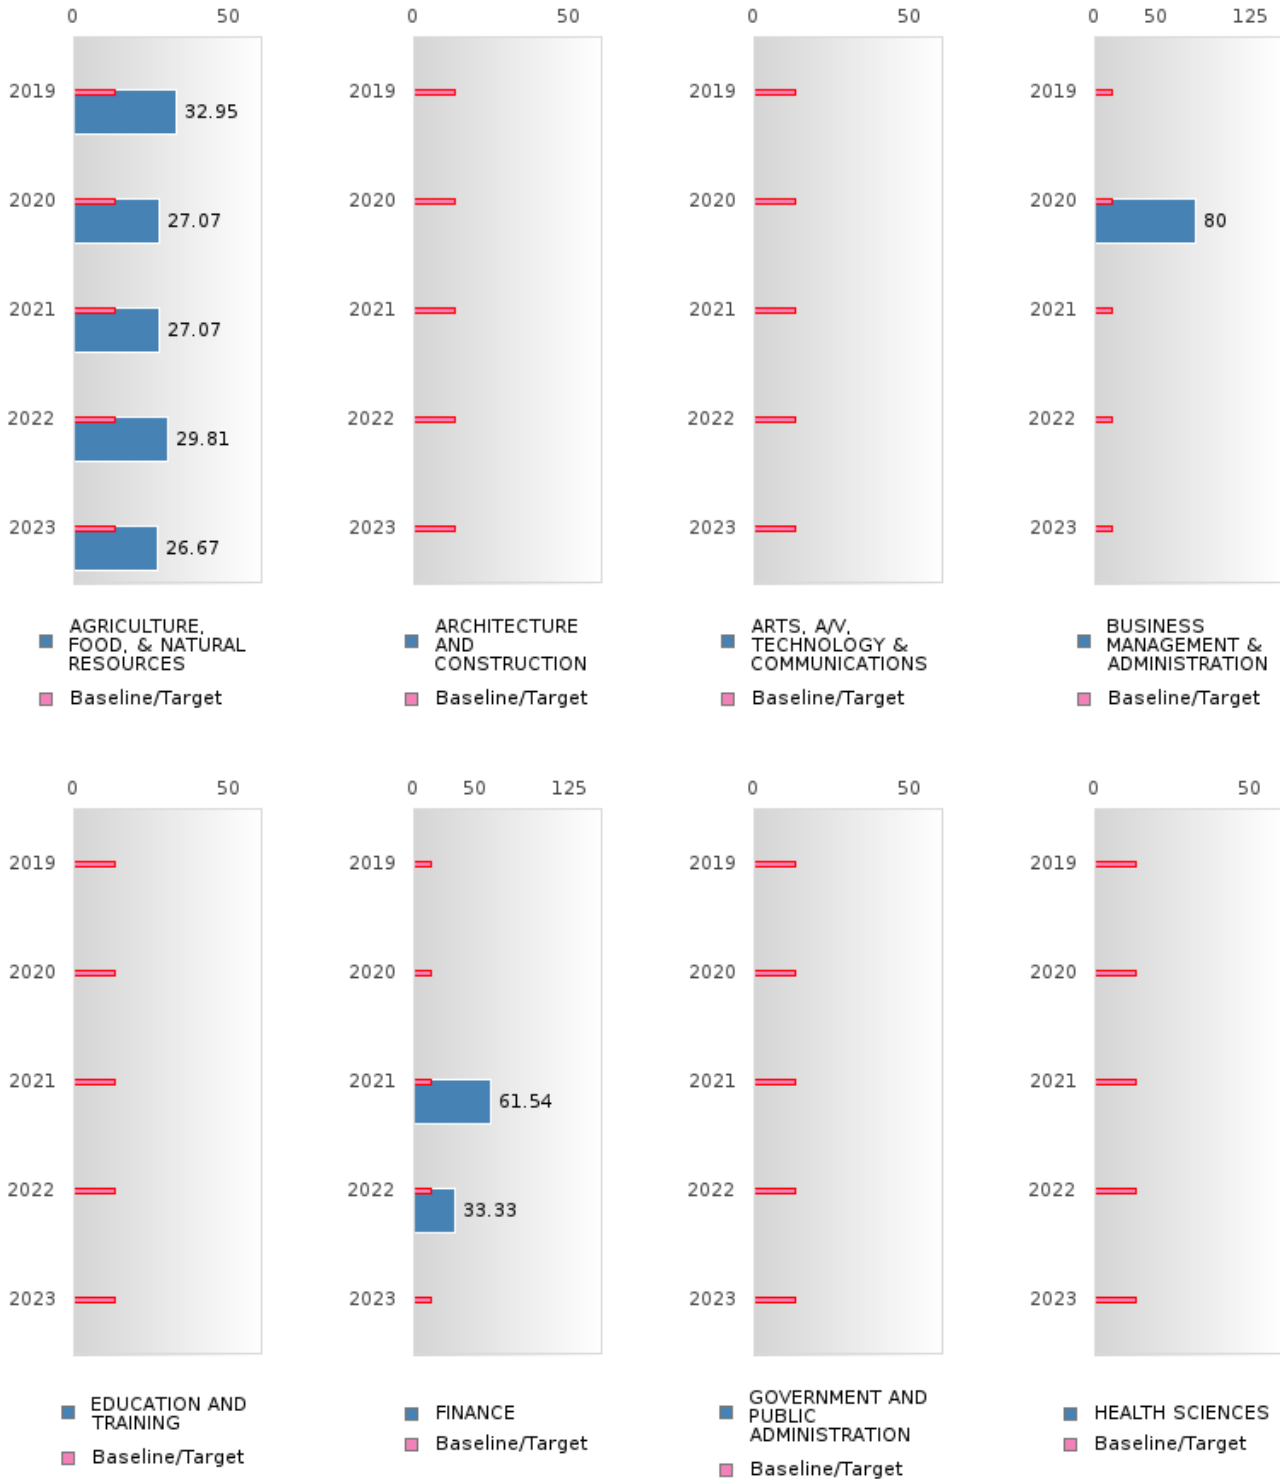 0 50
2019
32.95
2020
27.07
2021
27.07
2022
29.81
2023
26.67
AGRICULTURE,
FOOD, & NATURAL
RESOURCES
Baseline/Target
0 50
2019
2020
2021
2022
2023
ARCHITECTURE
AND
CONSTRUCTION
Baseline/Target
0 50
2019
2020
2021
2022
2023
ARTS, A/V,
TECHNOLOGY &
COMMUNICATIONS
Baseline/Target
0 50 125
2019
2020
80
2021
2022
2023
BUSINESS
MANAGEMENT &
ADMINISTRATION
Baseline/Target
0 50
2019
2020
2021
2022
2023
EDUCATION AND
TRAINING
Baseline/Target
0 50 125
2019
2020
2021
61.54
2022
33.33
2023
FINANCE
Baseline/Target
0 50
2019
2020
2021
2022
2023
GOVERNMENT AND
PUBLIC
ADMINISTRATION
Baseline/Target
0 50
2019
2020
2021
2022
2023
HEALTH SCIENCES
Baseline/Target